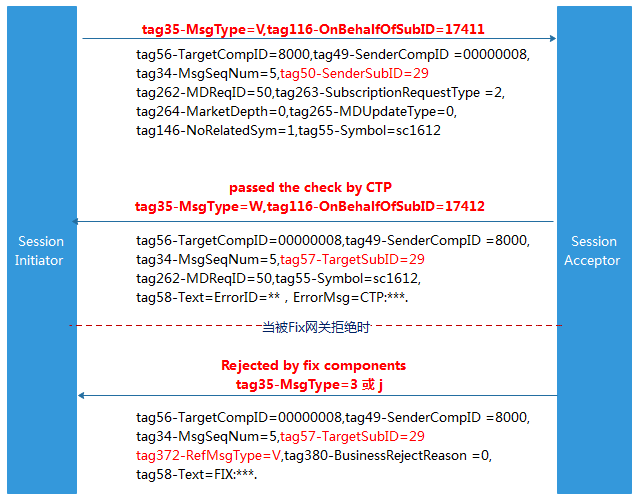 tag35-MsgType=V,tag116-OnBehalfOfSubID=17411
tag56-TargetCompID=8000,tag49-SenderCompID =00000008,
tag34-MsgSeqNum=5,tag50-SenderSubID=29
tag262-MDReqID=50,tag263-SubscriptionRequestType =2,
tag264-MarketDepth=0,tag265-MDUpdateType=0,
tag146-NoRelatedSym=1,tag55-Symbol=sc1612
passed the check by CTP
tag35-MsgType=W,tag116-OnBehalfOfSubID=17412
Session
Initiator
tag56-TargetCompID=00000008,tag49-SenderCompID =8000,
tag34-MsgSeqNum=5,tag57-TargetSubID=29
tag262-MDReqID=50,tag55-Symbol=sc1612,
tag58-Text=ErrorID=**，ErrorMsg=CTP:***.
Session
Acceptor
当被Fix网关拒绝时
Rejected by fix components
tag35-MsgType=3 或 j
tag56-TargetCompID=00000008,tag49-SenderCompID =8000,
tag34-MsgSeqNum=5,tag57-TargetSubID=29
tag372-RefMsgType=V,tag380-BusinessRejectReason =0,
tag58-Text=FIX:***.